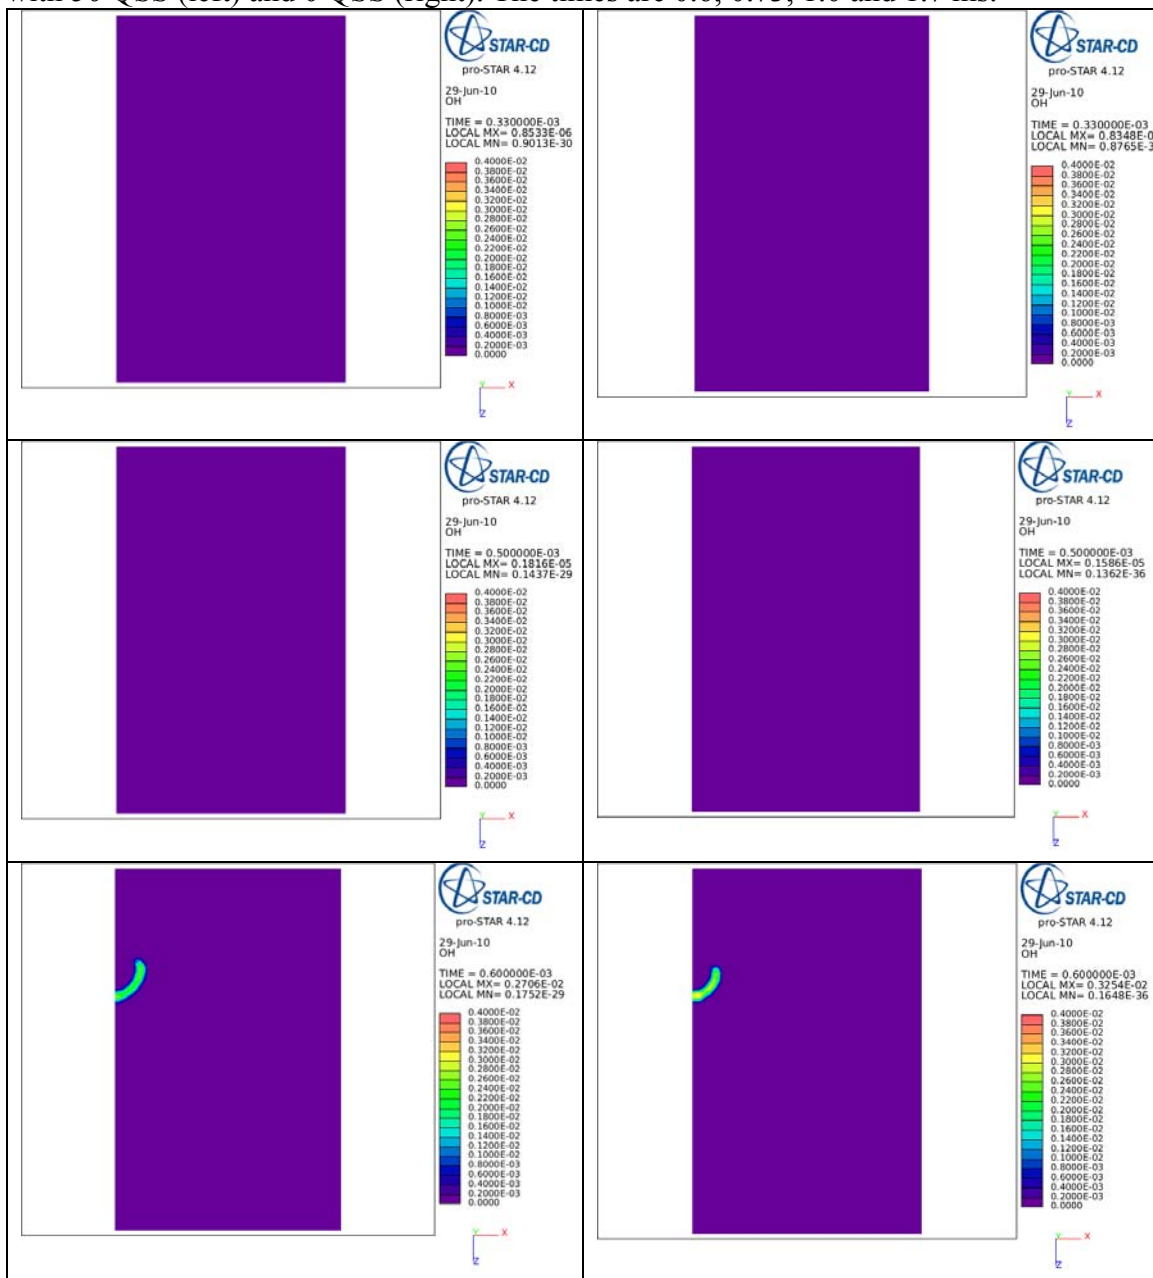 with 30 QSS (left) and 0 QSS (right). The times are 0.6, 0.75, 1.0 and 1.7 ms.
STAR-CD
pro-STAR 4.12
29-Jun-10
OH
TIME = 0.330000E-03
LOCAL MX= 0.8533E-06
LOCAL MN= 0.9013E-30
0.4000E-02
0.3800E-02
0.3600E-02
0.3400E-02
0.3200E-02
0.3000E-02
0.2800E-02
0.2600E-02
0.2400E-02
0.2200E-02
0.2000E-02
0.1800E-02
0.1600E-02
0.1400E-02
0.1200E-02
0.1000E-02
0.8000E-03
0.6000E-03
0.4000E-03
0.2000E-03
0.0000
Y X
Z
STAR-CD
pro-STAR 4.12
29-Jun-10
OH
TIME = 0.330000E-03
LOCAL MX= 0.8348E-0
LOCAL MN= 0.8765E-3
0.4000E-02
0.3800E-02
0.3600E-02
0.3400E-02
0.3200E-02
0.3000E-02
0.2800E-02
0.2600E-02
0.2400E-02
0.2200E-02
0.2000E-02
0.1800E-02
0.1600E-02
0.1400E-02
0.1200E-02
0.1000E-02
0.8000E-03
0.6000E-03
0.4000E-03
0.2000E-03
0.0000
Y X
Z
STAR-CD
pro-STAR 4.12
29-Jun-10
OH
TIME = 0.500000E-03
LOCAL MX= 0.1816E-05
LOCAL MN= 0.1437E-29
0.4000E-02
0.3800E-02
0.3600E-02
0.3400E-02
0.3200E-02
0.3000E-02
0.2800E-02
0.2600E-02
0.2400E-02
0.2200E-02
0.2000E-02
0.1800E-02
0.1600E-02
0.1400E-02
0.1200E-02
0.1000E-02
0.8000E-03
0.6000E-03
0.4000E-03
0.2000E-03
0.0000
Y X
Z
STAR-CD
pro-STAR 4.12
29-Jun-10
OH
TIME = 0.500000E-03
LOCAL MX= 0.1586E-05
LOCAL MN= 0.1362E-36
0.4000E-02
0.3800E-02
0.3600E-02
0.3400E-02
0.3200E-02
0.3000E-02
0.2800E-02
0.2600E-02
0.2400E-02
0.2200E-02
0.2000E-02
0.1800E-02
0.1600E-02
0.1400E-02
0.1200E-02
0.1000E-02
0.8000E-03
0.6000E-03
0.4000E-03
0.2000E-03
0.0000
Y X
Z
STAR-CD
pro-STAR 4.12
29-Jun-10
OH
TIME = 0.600000E-03
LOCAL MX= 0.2706E-02
LOCAL MN= 0.1752E-29
0.4000E-02
0.3800E-02
0.3600E-02
0.3400E-02
0.3200E-02
0.3000E-02
0.2800E-02
0.2600E-02
0.2400E-02
0.2200E-02
0.2000E-02
0.1800E-02
0.1600E-02
0.1400E-02
0.1200E-02
0.1000E-02
0.8000E-03
0.6000E-03
0.4000E-03
0.2000E-03
0.0000
Y X
Z
STAR-CD
pro-STAR 4.12
29-Jun-10
OH
TIME = 0.600000E-03
LOCAL MX= 0.3254E-02
LOCAL MN= 0.1648E-36
0.4000E-02
0.3800E-02
0.3600E-02
0.3400E-02
0.3200E-02
0.3000E-02
0.2800E-02
0.2600E-02
0.2400E-02
0.2200E-02
0.2000E-02
0.1800E-02
0.1600E-02
0.1400E-02
0.1200E-02
0.1000E-02
0.8000E-03
0.6000E-03
0.4000E-03
0.2000E-03
0.0000
Y X
Z